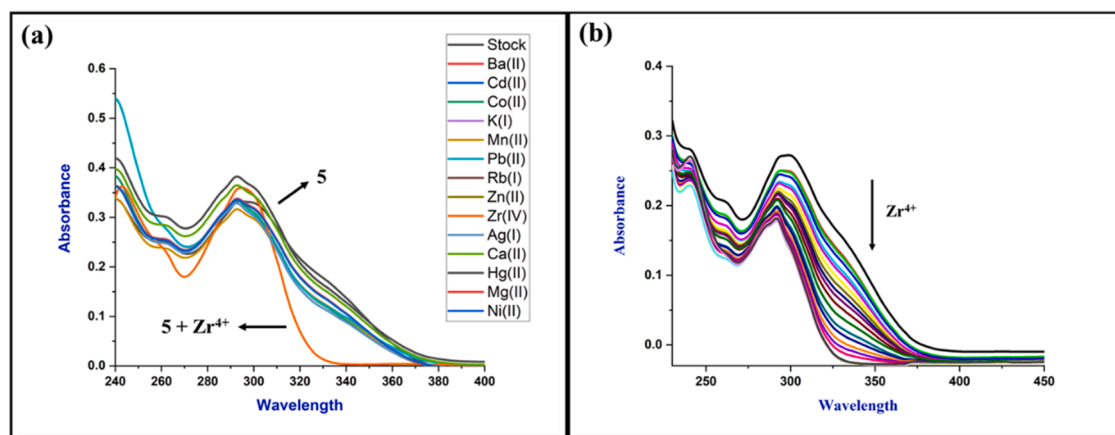 (a)
Absorbance
0.6
0.5
0.4
0.3
0.2
0.1
0.0
240
260
280
300
320
340
360
380
400
Wavelength
5
5 + Zr⁴⁺
Stock
Ba(II)
Cd(II)
Co(II)
K(I)
Mn(II)
Pb(II)
Rb(I)
Zn(II)
Zr(IV)
Ag(I)
Ca(II)
Hg(II)
Mg(II)
Ni(II)
(b)
Absorbance
0.4
0.3
0.2
0.1
0.0
250
300
350
400
450
Wavelength
Zr⁴⁺